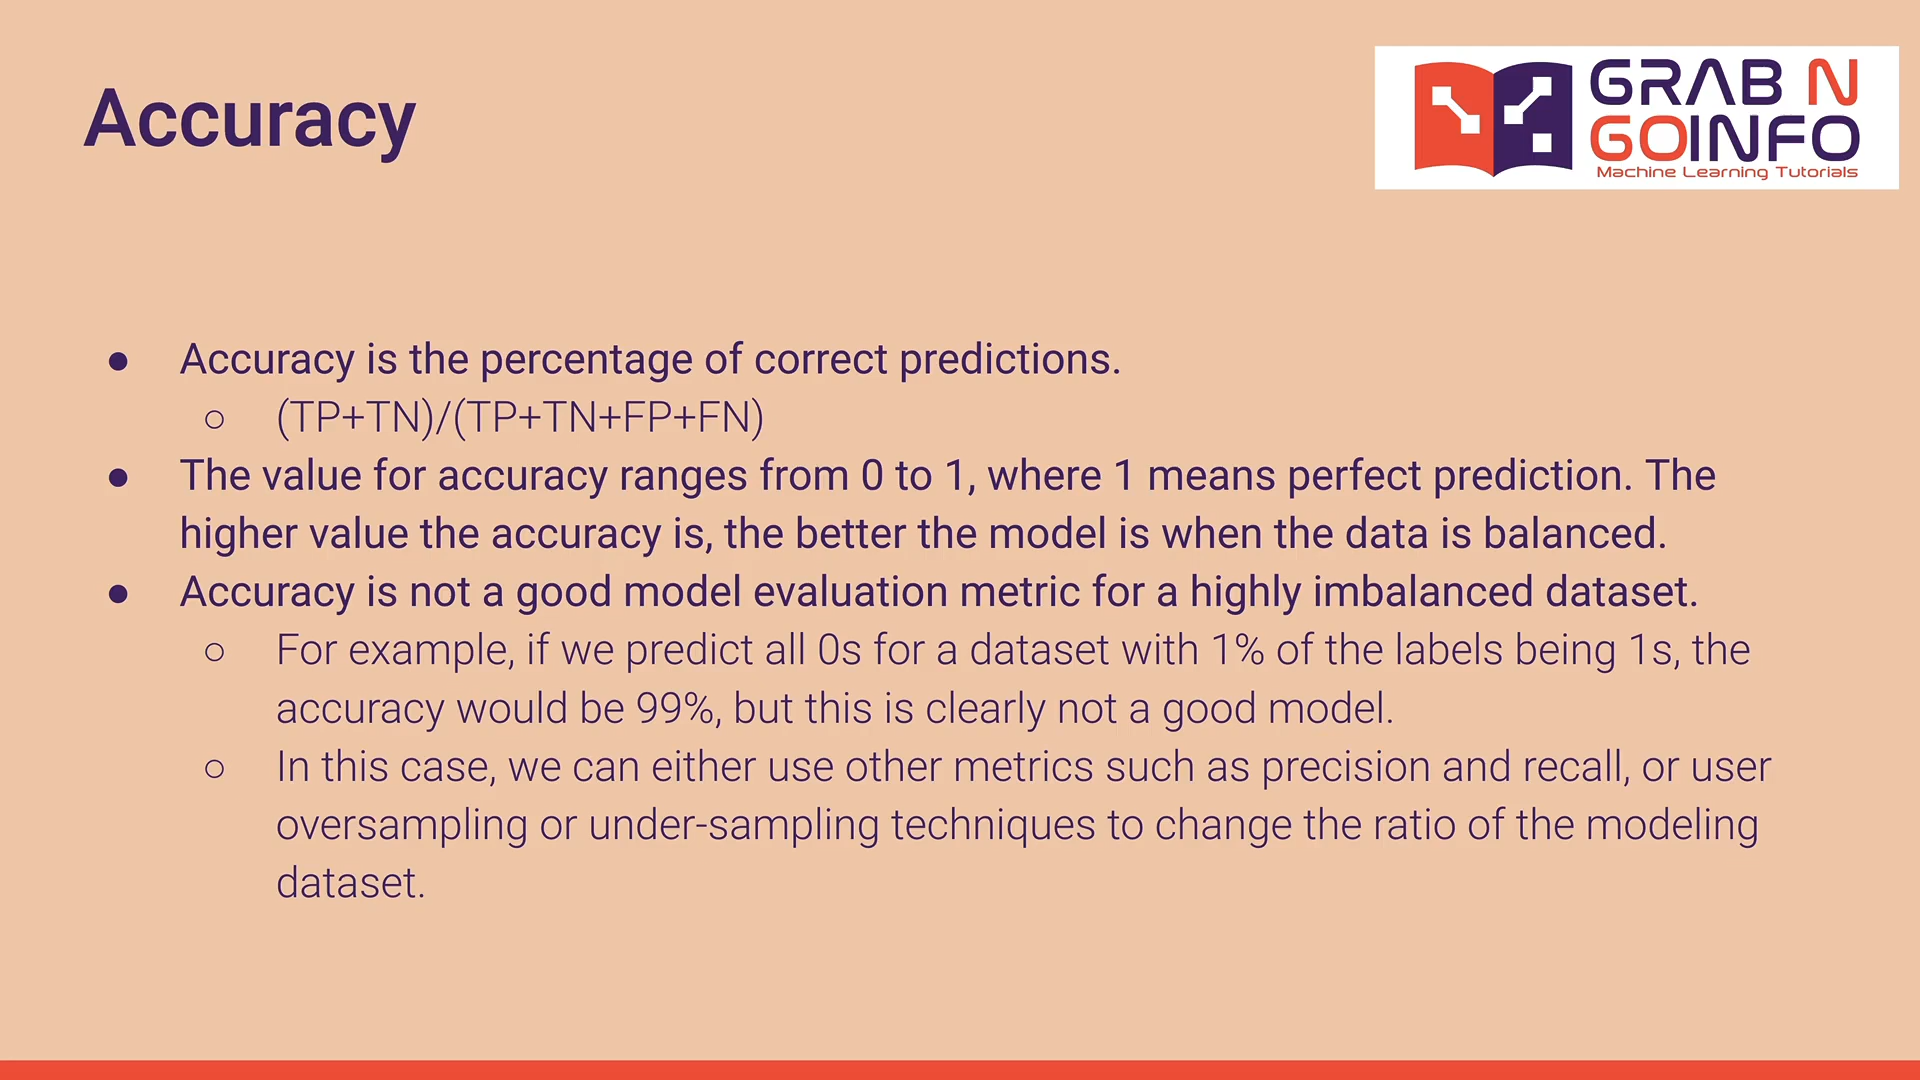 Accuracy
GRAB N
GOINFO
Machine Learning Tutorials
● Accuracy is the percentage of correct predictions.
○ (TP+TN)/(TP+TN+FP+FN)
● The value for accuracy ranges from 0 to 1, where 1 means perfect prediction. The
higher value the accuracy is, the better the model is when the data is balanced.
● Accuracy is not a good model evaluation metric for a highly imbalanced dataset.
○ For example, if we predict all 0s for a dataset with 1% of the labels being 1s, the
accuracy would be 99%, but this is clearly not a good model.
○ In this case, we can either use other metrics such as precision and recall, or user
oversampling or under-sampling techniques to change the ratio of the modeling
dataset.